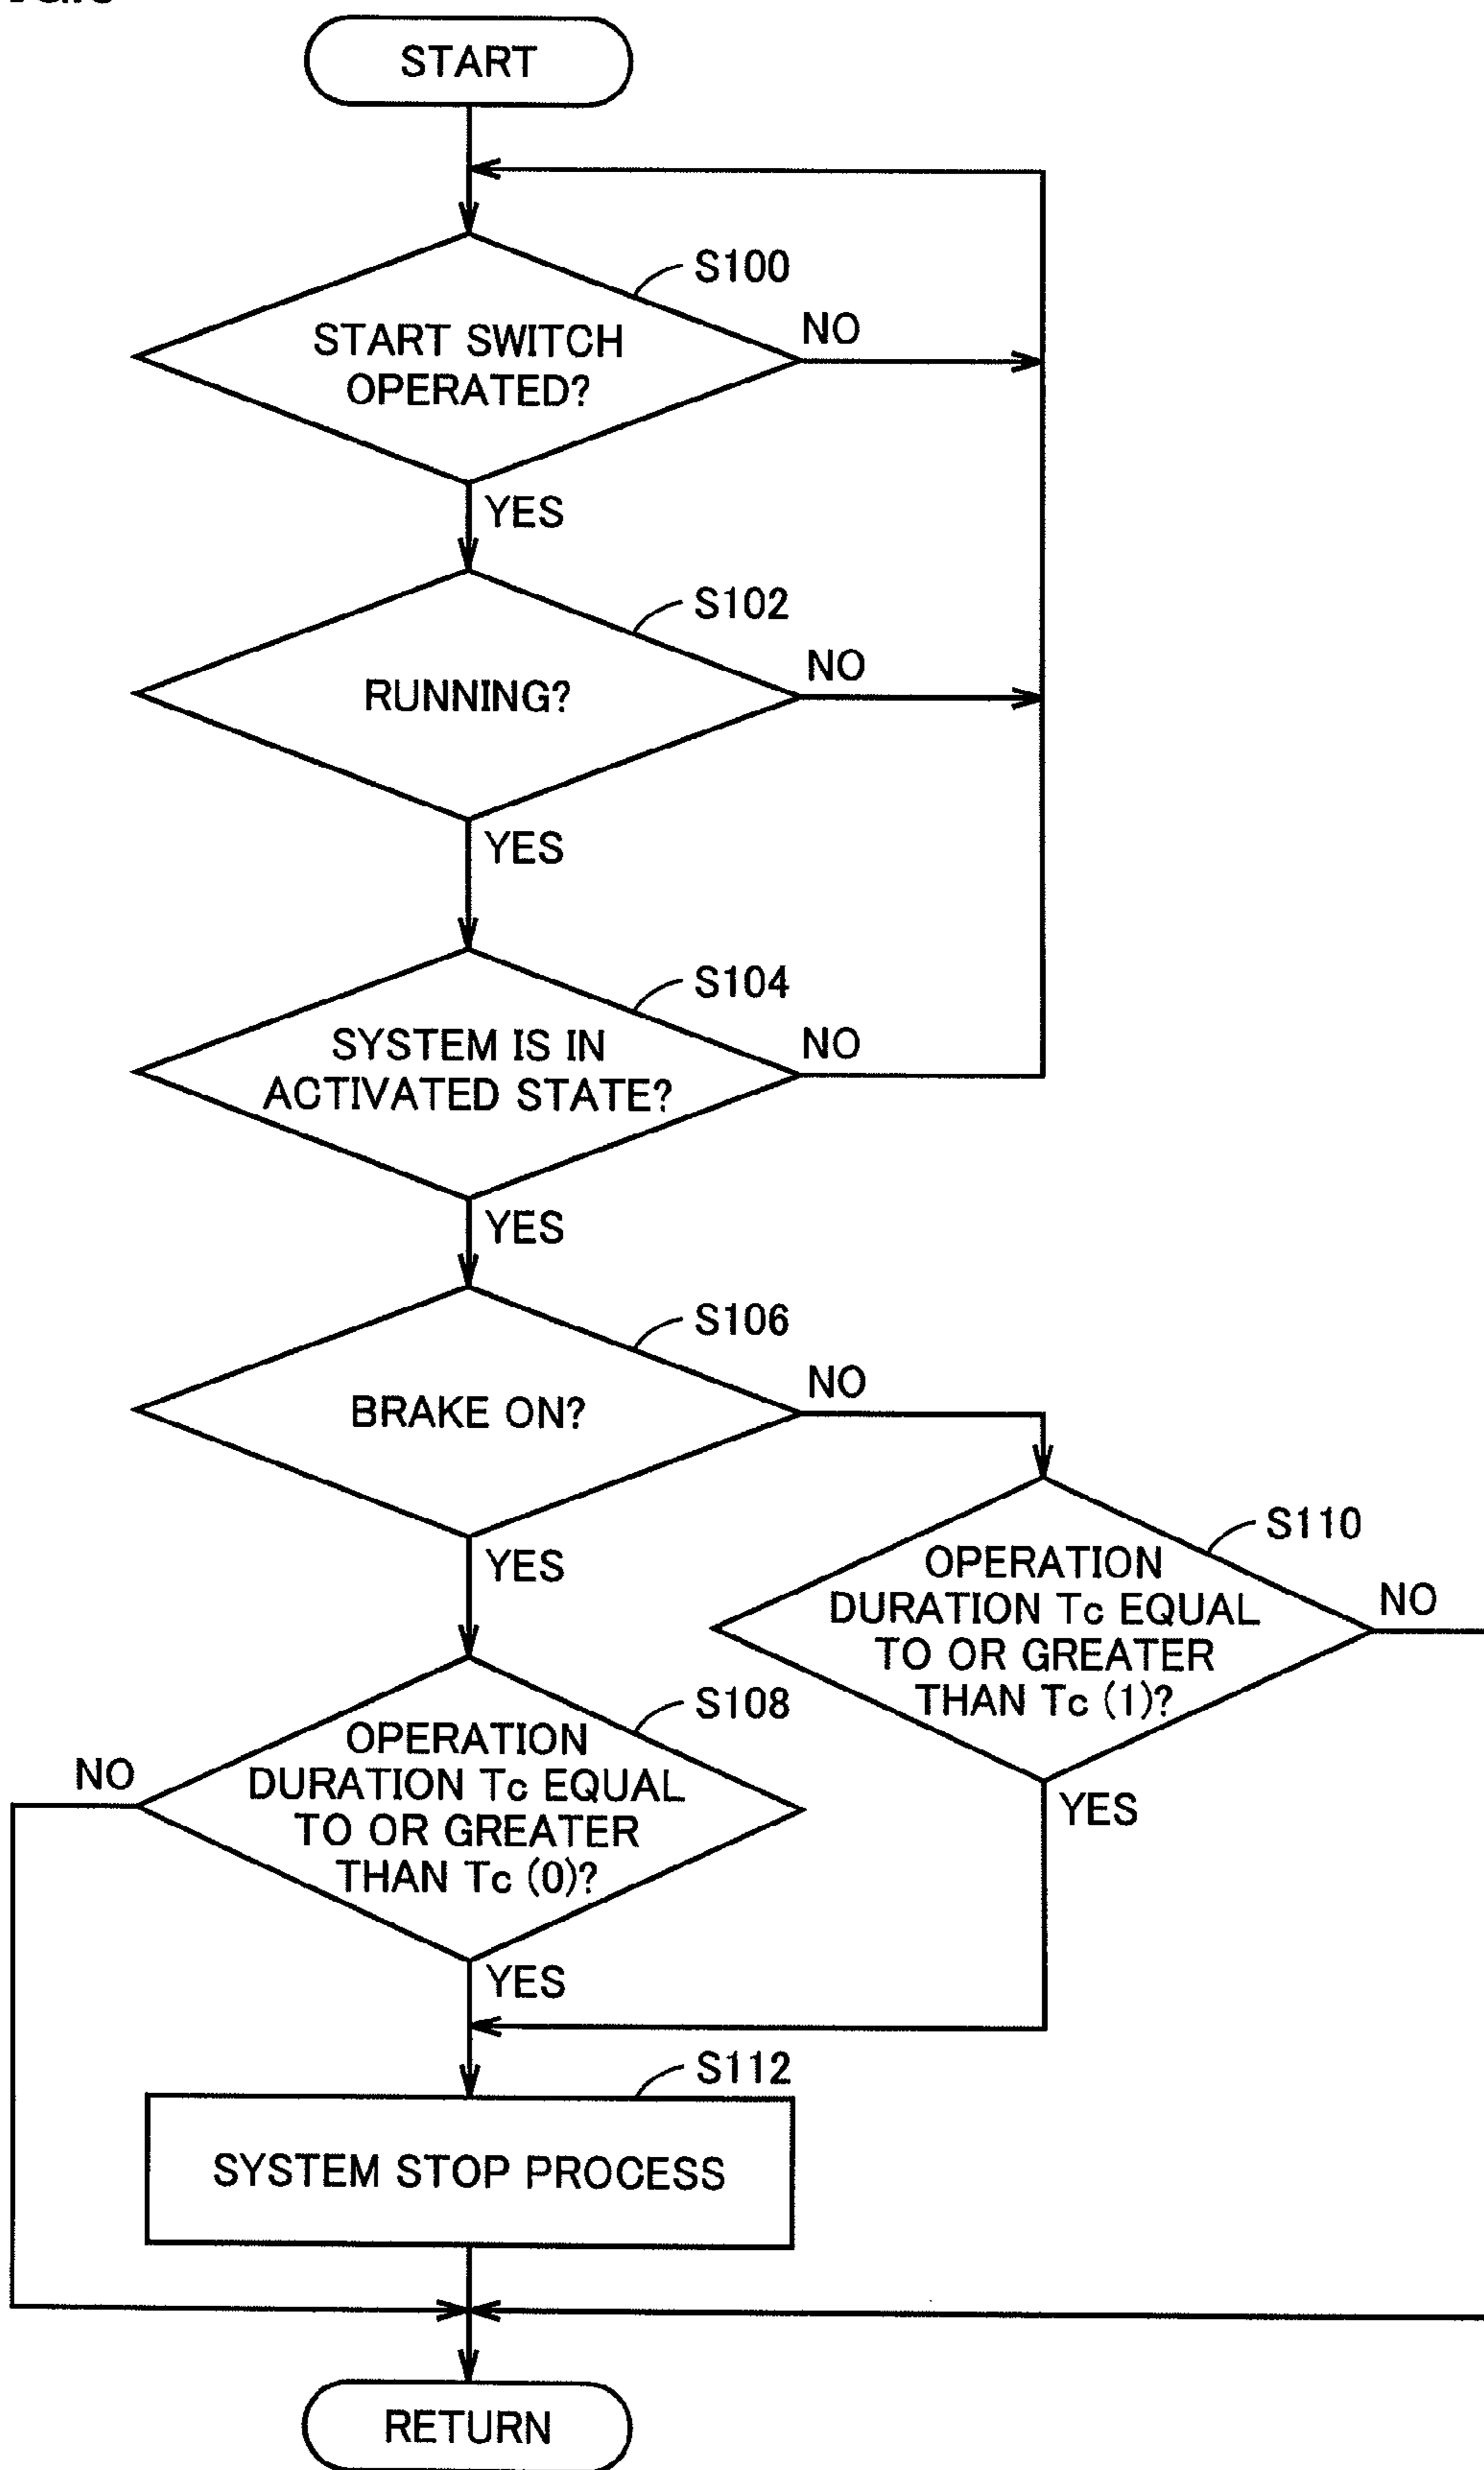 START
S100
START SWITCH
OPERATED?
NO
YES
S102
RUNNING?
NO
YES
S104
SYSTEM IS IN
ACTIVATED STATE?
NO
YES
S106
BRAKE ON?
NO
YES
S110
OPERATION
DURATION Tc EQUAL
TO OR GREATER
THAN Tc (1)?
NO
YES
S108
OPERATION
DURATION Tc EQUAL
TO OR GREATER
THAN Tc (0)?
NO
YES
S112
SYSTEM STOP PROCESS
RETURN